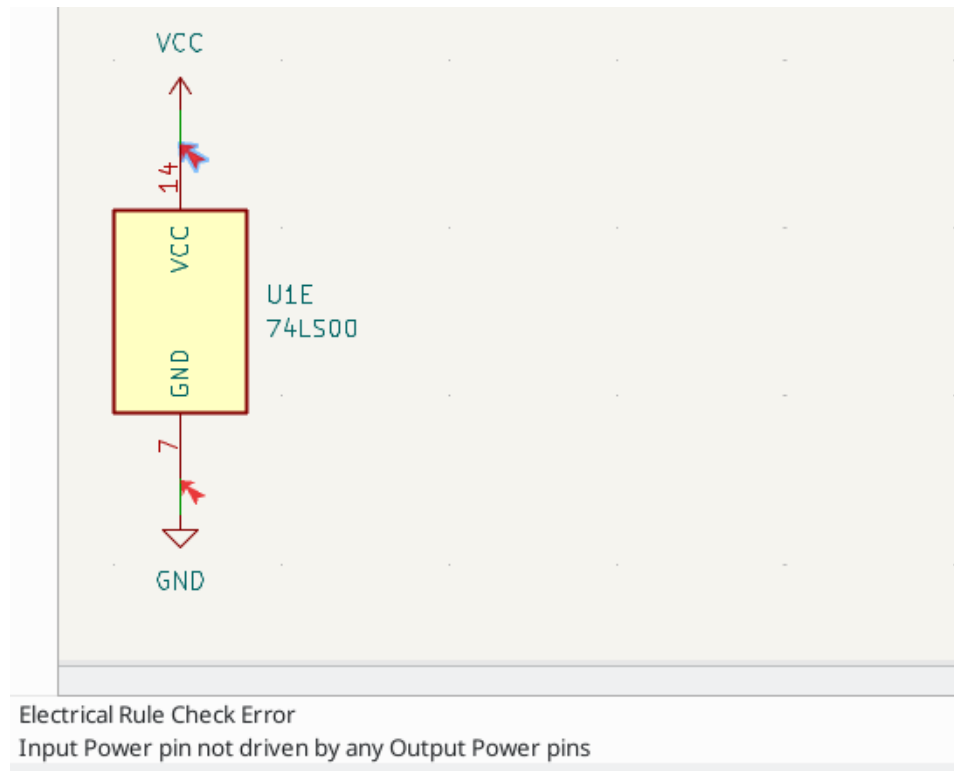 VCC
14
VCC
U1E
74LS00
GND
7
GND
Electrical Rule Check Error
Input Power pin not driven by any Output Power pins